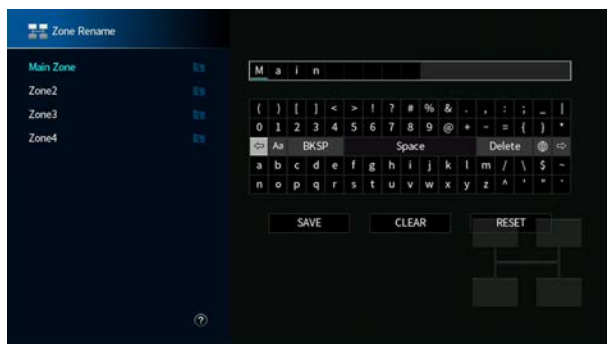 Zone Rename
Main Zone
Zone2
Zone3
Zone4
M a i n
( ) [ ] < > ! ? # % & . , : ; _ |
0 1 2 3 4 5 6 7 8 9 @ + - = { } *
⇦ Aa BKSP Space Delete ⇨
a b c d e f g h i j k l m / \ $ ~
n o p q r s t u v w x y z ^ ' " `
SAVE CLEAR RESET
?